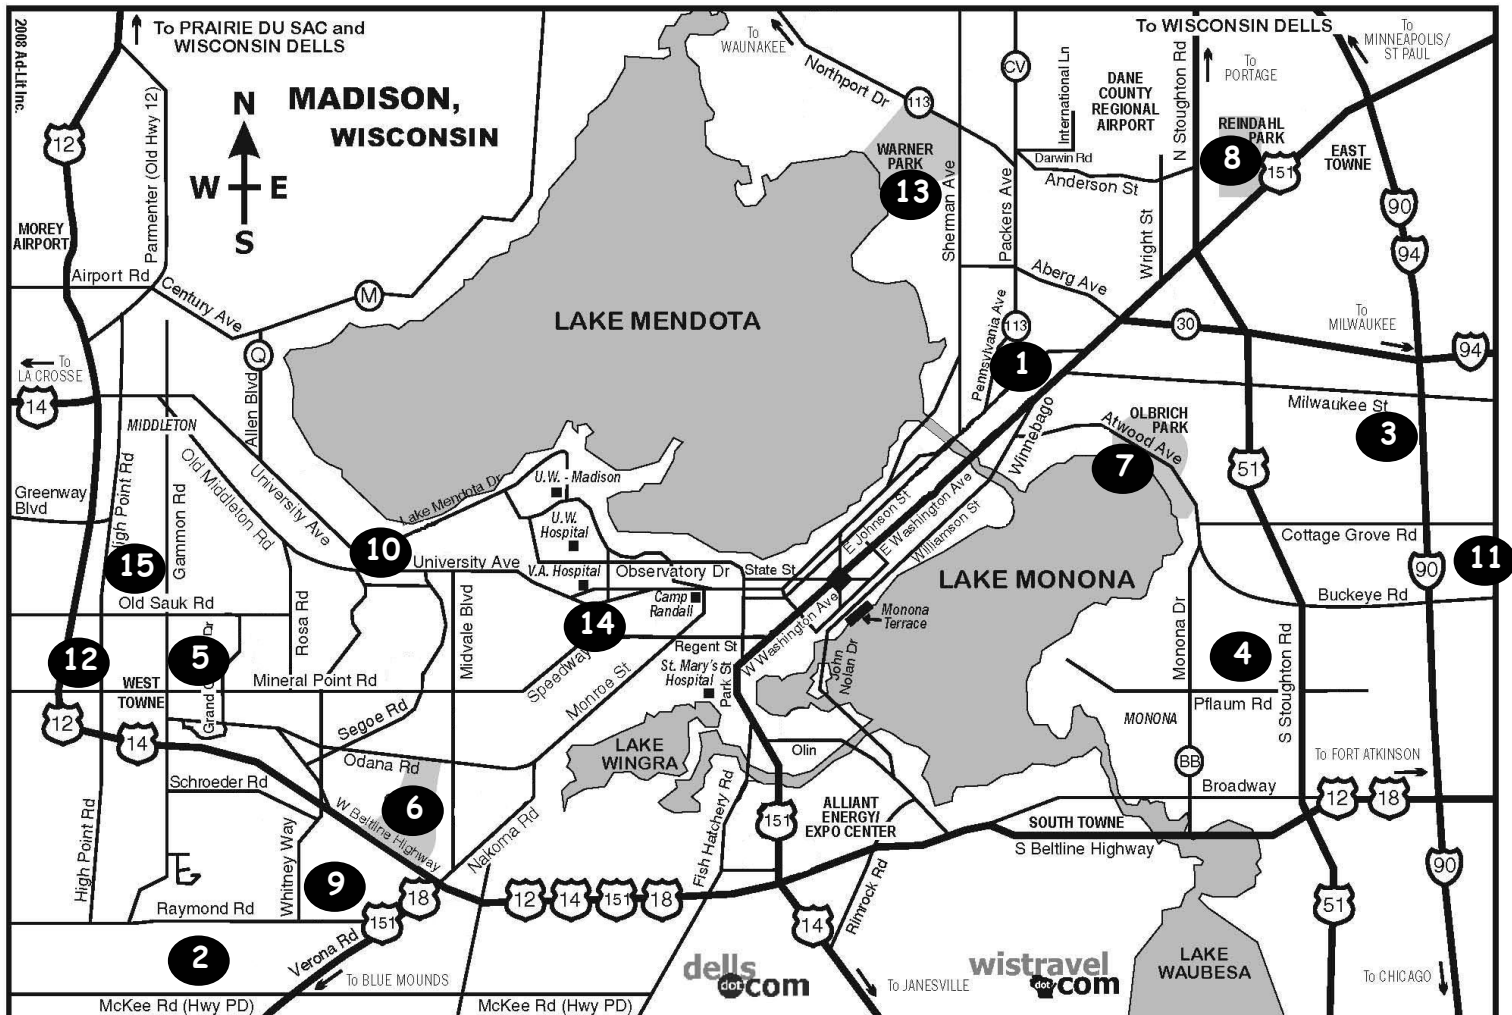 2008 Ad-Lit Inc.
To PRAIRIE DU SAC and
WISCONSIN DELLS
MADISON,
WISCONSIN
N
W E
S
To
WAUNAKEE
Northport Dr
113
CV
International Ln
DANE
COUNTY
REGIONAL
AIRPORT
Darwin Rd
Anderson St
N Stoughton Rd
To WISCONSIN DELLS
To
PORTAGE
To
MINNEAPOLIS/
ST PAUL
REINDAHL
PARK
8
151
EAST
TOWNE
90
94
12
Parmenter (Old Hwy 12)
MOREY
AIRPORT
Airport Rd
Century Ave
M
Q
Allen Blvd
WARNER
PARK
13
Sherman Ave
Packers Ave
Wright St
Aberg Ave
Pennsylvania Ave
113
30
To
MILWAUKEE
94
To
LA CROSSE
14
LAKE MENDOTA
1
Milwaukee St
3
MIDDLETON
Old Middleton Rd
University Ave
Greenway
Blvd
High Point Rd
Gammon Rd
OLBRICH
PARK
Atwood Ave
7
Winnebago
51
Lake Mendota Dr
U.W. - Madison
U.W.
Hospital
V.A. Hospital
E Johnson St
E Washington Ave
Williamson St
Cottage Grove Rd
10
University Ave
Observatory Dr
State St
LAKE MONONA
90
11
15
Old Sauk Rd
Rosa Rd
Midvale Blvd
Camp
Randall
14
Monona
Terrace
Buckeye Rd
W Washington Ave
Regent St
Speedway
Monroe St
St. Mary's
Hospital
Park St
John
Nolan Dr
Monona Dr
4
S Stoughton Rd
12
5
WEST
TOWNE
Mineral Point Rd
Segoe Rd
12
14
Odana Rd
LAKE
WINGRA
Olin
Pflaum Rd
MONONA
BB
To FORT ATKINSON
Broadway
12
18
Schroeder Rd
6
W Beltline Highway
Nakoma Rd
Fish Hatchery Rd
151
ALLIANT
ENERGY/
EXPO CENTER
SOUTH TOWNE
S Beltline Highway
High Point Rd
Whitney Way
9
18
151
12
14
151
18
Rimrock Rd
90
51
Raymond Rd
2
Verona Rd
To BLUE MOUNDS
14
To JANESVILLE
dells
dot com
wistravel
dot com
LAKE
WAUBESA
To CHICAGO
McKee Rd (Hwy PD)
McKee Rd (Hwy PD)